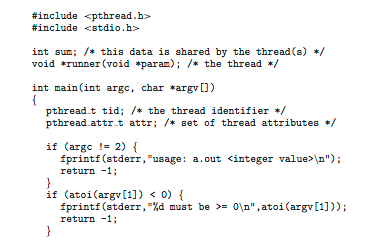 #include <pthread.h>
#include <stdio.h>
int sum; /* this data is shared by the thread(s) */
void *runner(void *param); /* the thread */
int main(int argc, char *argv[])
{
pthread_t tid; /* the thread identifier */
pthread_attr_t attr; /* set of thread attributes */
if (argc != 2) {
fprintf(stderr,"usage: a.out <integer value>\n");
return -1;
}
if (atoi(argv[1]) < 0) {
fprintf(stderr,"%d must be >= 0\n",atoi(argv[1]));
return -1;
}